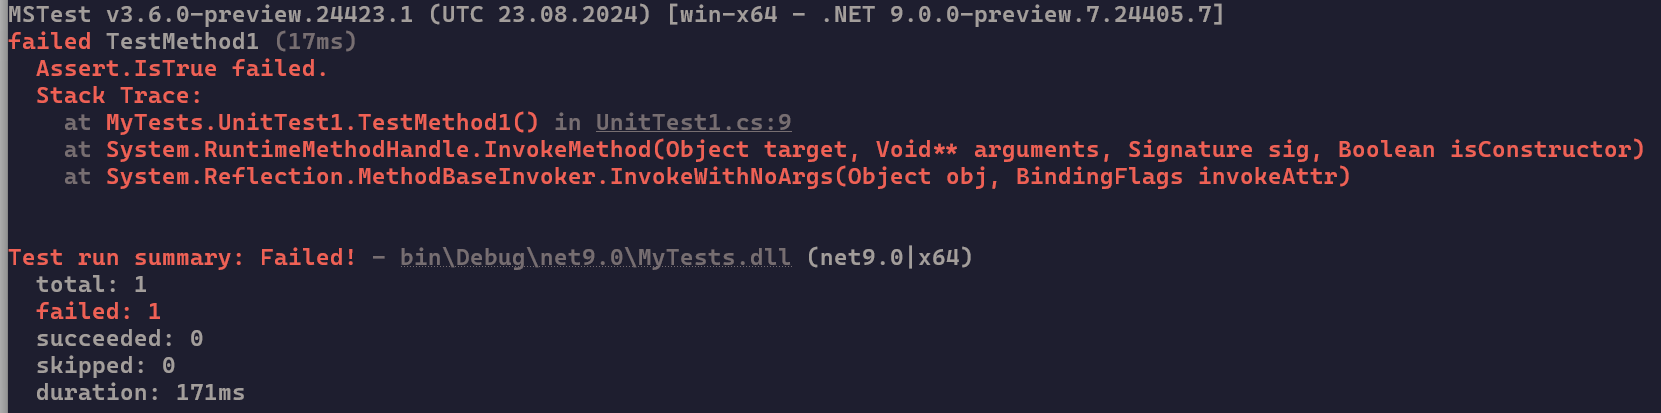 MSTest v3.6.0-preview.24423.1 (UTC 23.08.2024) [win-x64 - .NET 9.0.0-preview.7.24405.7]
failed TestMethod1 (17ms)
  Assert.IsTrue failed.
  Stack Trace:
    at MyTests.UnitTest1.TestMethod1() in UnitTest1.cs:9
    at System.RuntimeMethodHandle.InvokeMethod(Object target, Void** arguments, Signature sig, Boolean isConstructor)
    at System.Reflection.MethodBaseInvoker.InvokeWithNoArgs(Object obj, BindingFlags invokeAttr)
Test run summary: Failed! - bin\Debug\net9.0\MyTests.dll (net9.0|x64)
  total: 1
  failed: 1
  succeeded: 0
  skipped: 0
  duration: 171ms